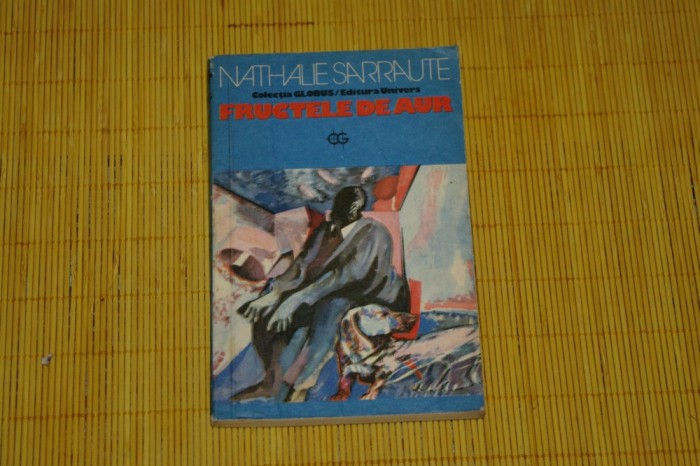 NATHALIE SARRAUTE
Colecția GLOBUS/Editura Univers
FRUCTELE DE AUR
CG